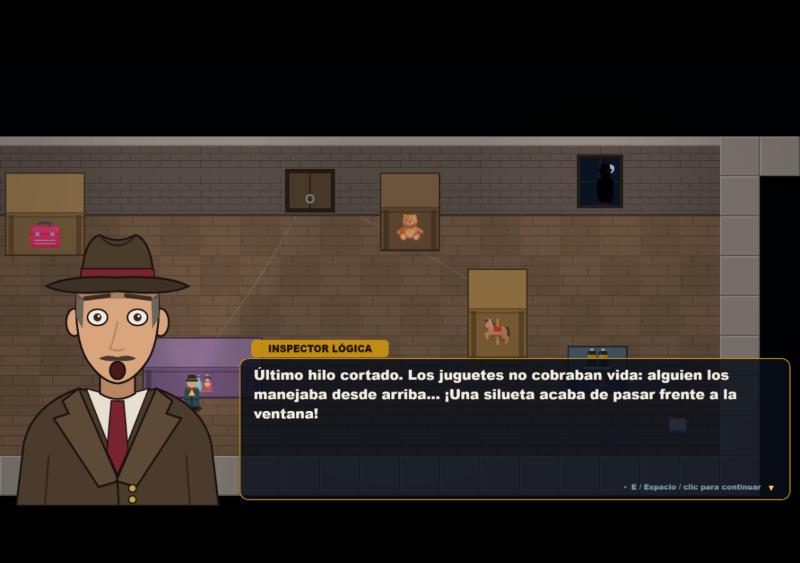 INSPECTOR LÓGICA
Último hilo cortado. Los juguetes no cobraban vida: alguien los
manejaba desde arriba... ¡Una silueta acaba de pasar frente a la
ventana!
• E / Espacio / clic para continuar ▼